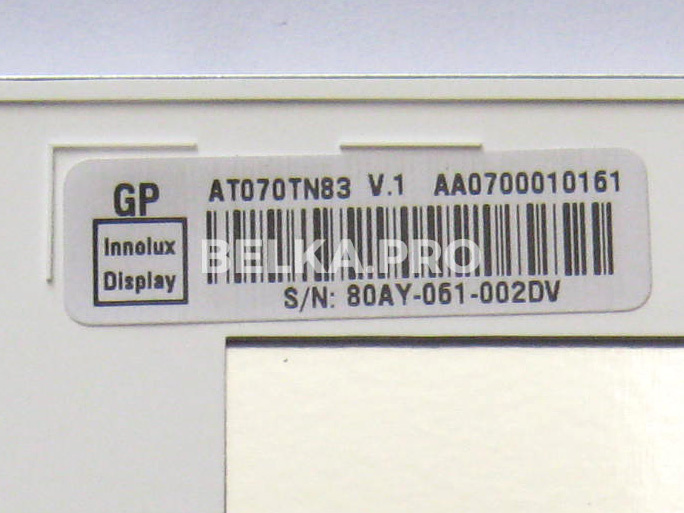 GP AT070TN83 V.1 AA0700010161
Innolux
Display
BELKA.PRO
S/N: 80AY-061-002DV